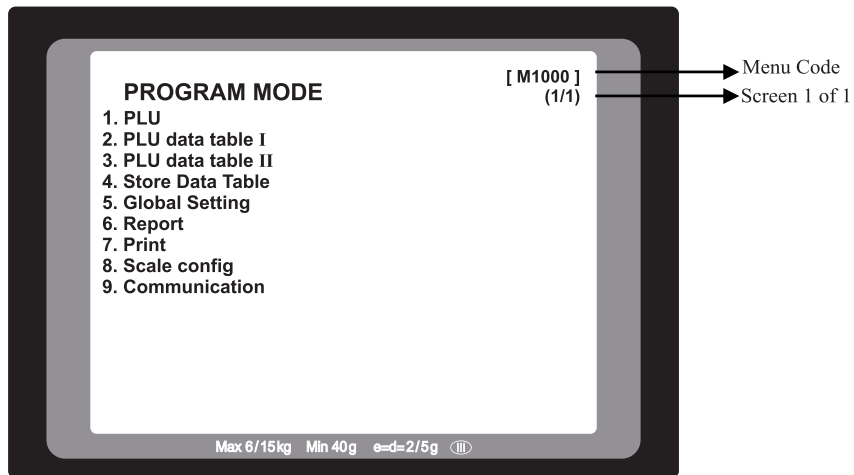 [ M1000 ]
Menu Code
PROGRAM MODE
(1/1)
Screen 1 of 1
1. PLU
2. PLU data table I
3. PLU data table II
4. Store Data Table
5. Global Setting
6. Report
7. Print
8. Scale config
9. Communication
Max 6/15kg Min 40g e=d=2/5g III